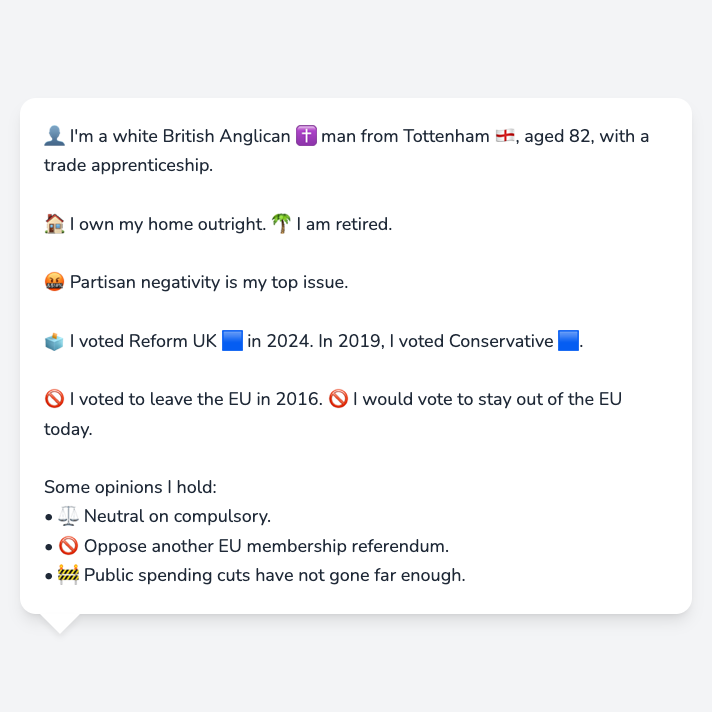 👤 I'm a white British Anglican ✝️ man from Tottenham 🏴󠁧󠁢󠁥󠁮󠁧󠁿, aged 82, with a
trade apprenticeship.
🏠 I own my home outright. 🌴 I am retired.
🤬 Partisan negativity is my top issue.
🗳️ I voted Reform UK 🟦 in 2024. In 2019, I voted Conservative 🟦.
🚫 I voted to leave the EU in 2016. 🚫 I would vote to stay out of the EU
today.
Some opinions I hold:
• ⚖️ Neutral on compulsory.
• 🚫 Oppose another EU membership referendum.
• 🚧 Public spending cuts have not gone far enough.